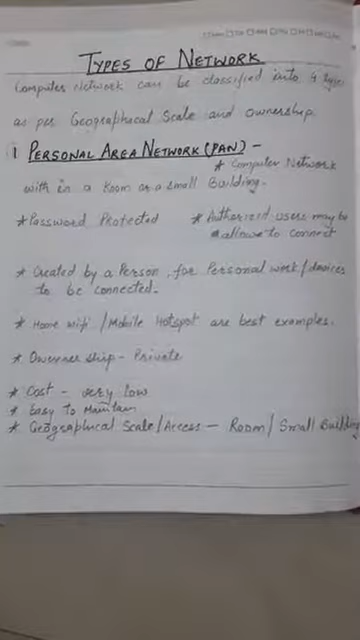 TYPES OF NETWORK
Computer Network can be classified into 4 types
as per Geographical Scale and ownership.
1 PERSONAL AREA NETWORK (PAN) -
* Computer Network
with in a Room or a small Building.
* Password Protected * Authorized users may be
allowe to connect
* Created by a Person, for Personal work/devices
to be connected.
* Home wifi /Mobile Hotspot are best examples.
* Owenership - Private
* Cost - very low
* Easy to Maintain
* Geographical Scale/Access - Room/ Small Building